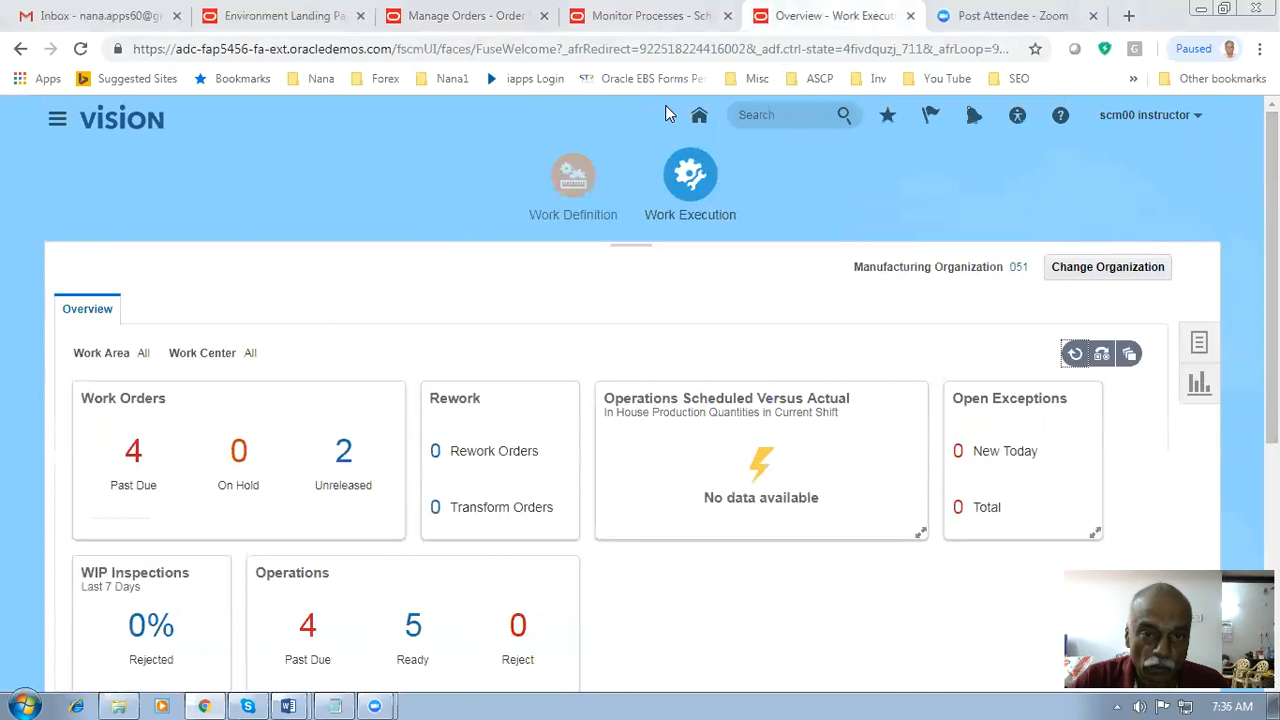 Inbox - nana.apps60@gr
Environment Landing Pa
Manage Orders - Order
Monitor Processes - Sch
Overview - Work Executi
Post Attendee - Zoom
https://adc-fap5456-fa-ext.oracledemos.com/fscmUI/faces/FuseWelcome?_afrRedirect=922518224416002&_adf.ctrl-state=4fivdquzj_711&_afrLoop=9...
Paused
Apps
Suggested Sites
Bookmarks
Nana
Forex
Nana1
iapps Login
Oracle EBS Forms Pe
Misc
ASCP
Inv
You Tube
SEO
Other bookmarks
VISION
Search
scm00 instructor
Work Definition
Work Execution
Manufacturing Organization 051
Change Organization
Overview
Work Area All Work Center All
Work Orders
4 0 2
Past Due On Hold Unreleased
Rework
0 Rework Orders
0 Transform Orders
Operations Scheduled Versus Actual
In House Production Quantities in Current Shift
No data available
Open Exceptions
0 New Today
0 Total
WIP Inspections
Last 7 Days
0%
Rejected
Operations
4 5 0
Past Due Ready Reject
7:36 AM